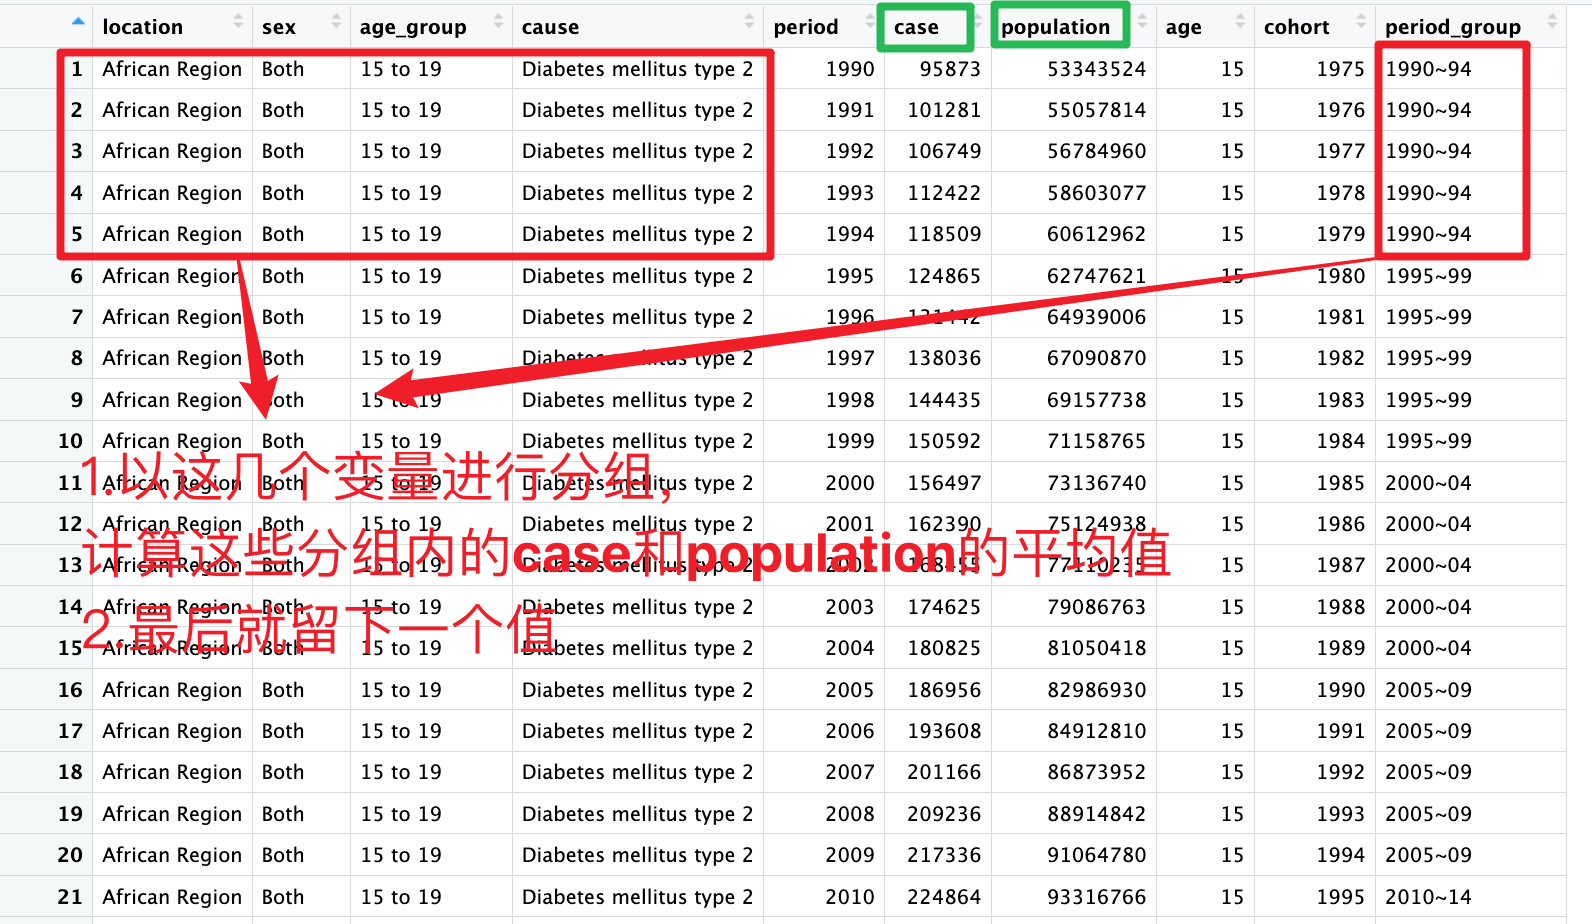 location sex age_group cause period case population age cohort period_group
1 African Region Both 15 to 19 Diabetes mellitus type 2 1990 95873 53343524 15 1975 1990~94
2 African Region Both 15 to 19 Diabetes mellitus type 2 1991 101281 55057814 15 1976 1990~94
3 African Region Both 15 to 19 Diabetes mellitus type 2 1992 106749 56784960 15 1977 1990~94
4 African Region Both 15 to 19 Diabetes mellitus type 2 1993 112422 58603077 15 1978 1990~94
5 African Region Both 15 to 19 Diabetes mellitus type 2 1994 118509 60612962 15 1979 1990~94
6 African Region Both 15 to 19 Diabetes mellitus type 2 1995 124865 62747621 15 1980 1995~99
7 African Region Both 15 to 19 Diabetes mellitus type 2 1996 131442 64939006 15 1981 1995~99
8 African Region Both 15 to 19 Diabetes mellitus type 2 1997 138036 67090870 15 1982 1995~99
9 African Region Both 15 to 19 Diabetes mellitus type 2 1998 144435 69157738 15 1983 1995~99
10 African Region Both 15 to 19 Diabetes mellitus type 2 1999 150592 71158765 15 1984 1995~99
1.以这几个变量进行分组，
11 African Region Both 15 to 19 Diabetes mellitus type 2 2000 156497 73136740 15 1985 2000~04
12 African Region Both 15 to 19 Diabetes mellitus type 2 2001 162390 75124938 15 1986 2000~04
计算这些分组内的case和population的平均值
13 African Region Both 15 to 19 Diabetes mellitus type 2 2002 168455 77110235 15 1987 2000~04
14 African Region Both 15 to 19 Diabetes mellitus type 2 2003 174625 79086763 15 1988 2000~04
2.最后就留下一个值
15 African Region Both 15 to 19 Diabetes mellitus type 2 2004 180825 81050418 15 1989 2000~04
16 African Region Both 15 to 19 Diabetes mellitus type 2 2005 186956 82986930 15 1990 2005~09
17 African Region Both 15 to 19 Diabetes mellitus type 2 2006 193608 84912810 15 1991 2005~09
18 African Region Both 15 to 19 Diabetes mellitus type 2 2007 201166 86873952 15 1992 2005~09
19 African Region Both 15 to 19 Diabetes mellitus type 2 2008 209236 88914842 15 1993 2005~09
20 African Region Both 15 to 19 Diabetes mellitus type 2 2009 217336 91064780 15 1994 2005~09
21 African Region Both 15 to 19 Diabetes mellitus type 2 2010 224864 93316766 15 1995 2010~14